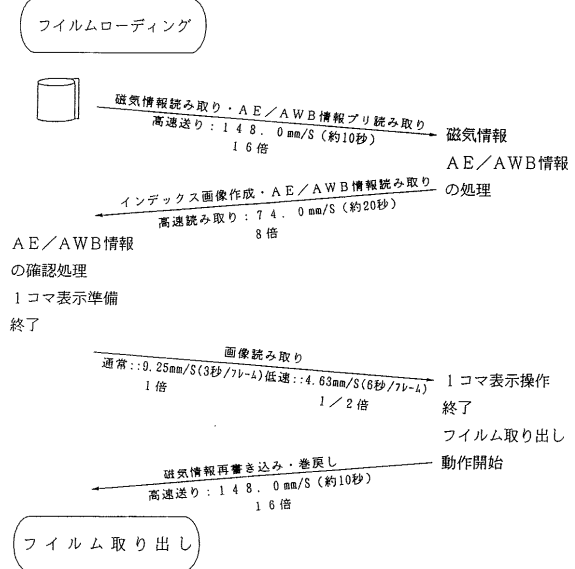 フイルムローディング
磁気情報読み取り・AE／AWB情報プリ読み取り
高速送り：１４８．０mm/S（約10秒）
１６倍
磁気情報
AE／AWB情報
の処理
インデックス画像作成・AE／AWB情報読み取り
高速読み取り：７４．０mm/S（約20秒）
８倍
AE／AWB情報
の確認処理
１コマ表示準備
終了
画像読み取り
通常::9.25mm/S(3秒/ﾌﾚｰﾑ)低速::4.63mm/S(6秒/ﾌﾚｰﾑ)
１倍
１／２倍
１コマ表示操作
終了
フイルム取り出し
動作開始
磁気情報再書き込み・巻戻し
高速送り：１４８．０mm/S（約10秒）
１６倍
フイルム取り出し